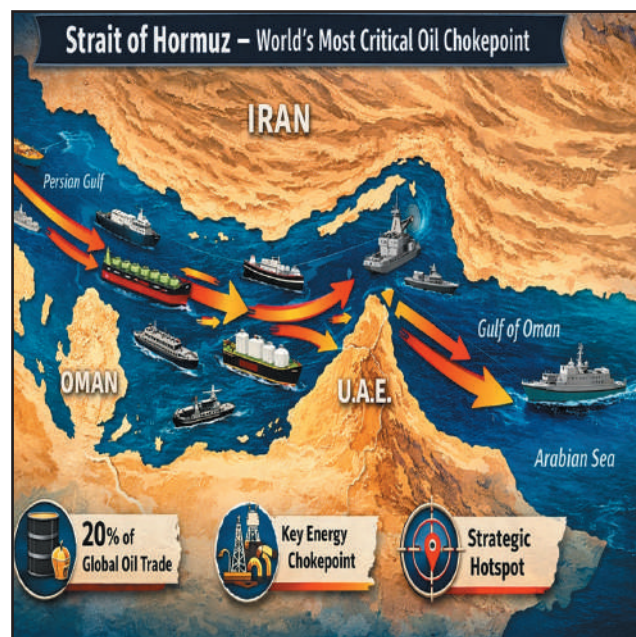 Strait of Hormuz – World's Most Critical Oil Chokepoint
IRAN
Persian Gulf
OMAN
U.A.E.
Gulf of Oman
Arabian Sea
20% of
Global Oil Trade
Key Energy
Chokepoint
Strategic
Hotspot